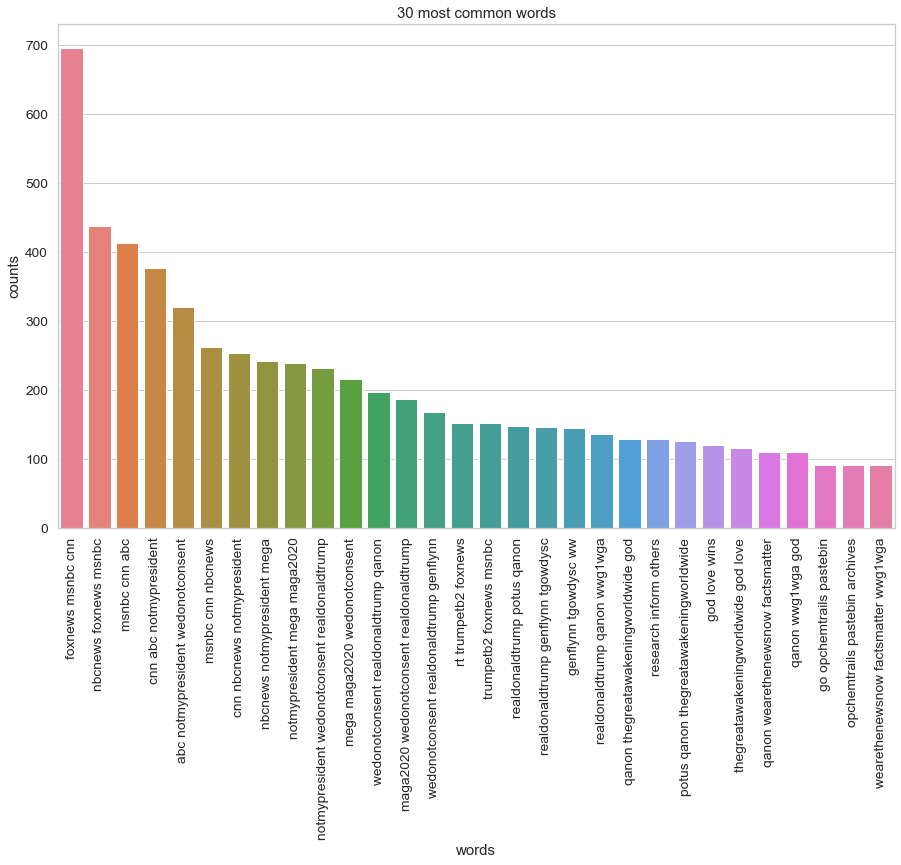 30 most common words
700
600
500
400
300
200
100
0
counts
foxnews msnbc cnn
nbcnews foxnews msnbc
msnbc cnn abc
cnn abc notmypresident
abc notmypresident wedonotconsent
msnbc cnn nbcnews
cnn nbcnews notmypresident
nbcnews notmypresident mega
notmypresident mega maga2020
notmypresident wedonotconsent realdonaldtrump
mega maga2020 wedonotconsent
wedonotconsent realdonaldtrump qanon
maga2020 wedonotconsent realdonaldtrump
wedonotconsent realdonaldtrump genflynn
rt trumpetb2 foxnews
trumpetb2 foxnews msnbc
realdonaldtrump potus qanon
realdonaldtrump genflynn tgowdysc
genflynn tgowdysc ww
realdonaldtrump qanon wwg1wga
qanon thegreatawakeningworldwide god
research inform others
potus qanon thegreatawakeningworldwide
god love wins
thegreatawakeningworldwide god love
qanon wearethenewsnow factsmatter
qanon wwg1wga god
go opchemtrails pastebin
opchemtrails pastebin archives
wearethenewsnow factsmatter wwg1wga
words